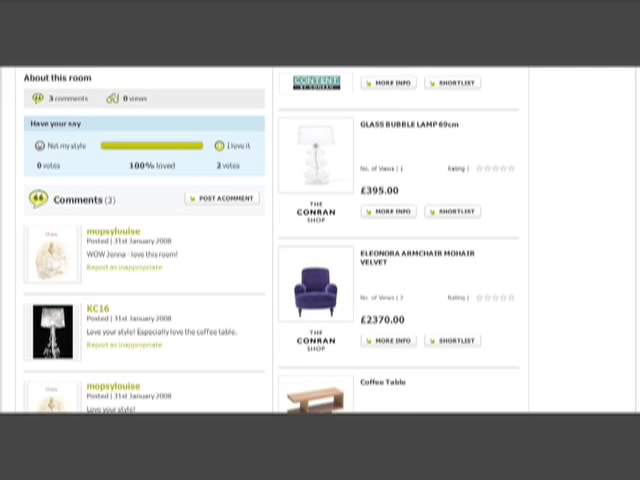 About this room
3 comments
0 views
Have your say
Not my style
I love it
0 votes
100% loved
2 votes
Comments (3)
POST A COMMENT
mopsylouise
Posted | 31st January 2008
WOW Jenna - love this room!
Report as inappropriate
KC16
Posted | 31st January 2008
Love your style! Especially love the coffee table.
Report as inappropriate
mopsylouise
Posted | 31st January 2008
Love your style!
CONTENT
BY CONRAN
MORE INFO
SHORTLIST
GLASS BUBBLE LAMP 69cm
No. of Views | 1
Rating |
£395.00
THE
CONRAN
SHOP
MORE INFO
SHORTLIST
ELEONORA ARMCHAIR MOHAIR
VELVET
No. of Views | 2
Rating |
£2370.00
THE
CONRAN
SHOP
MORE INFO
SHORTLIST
Coffee Table